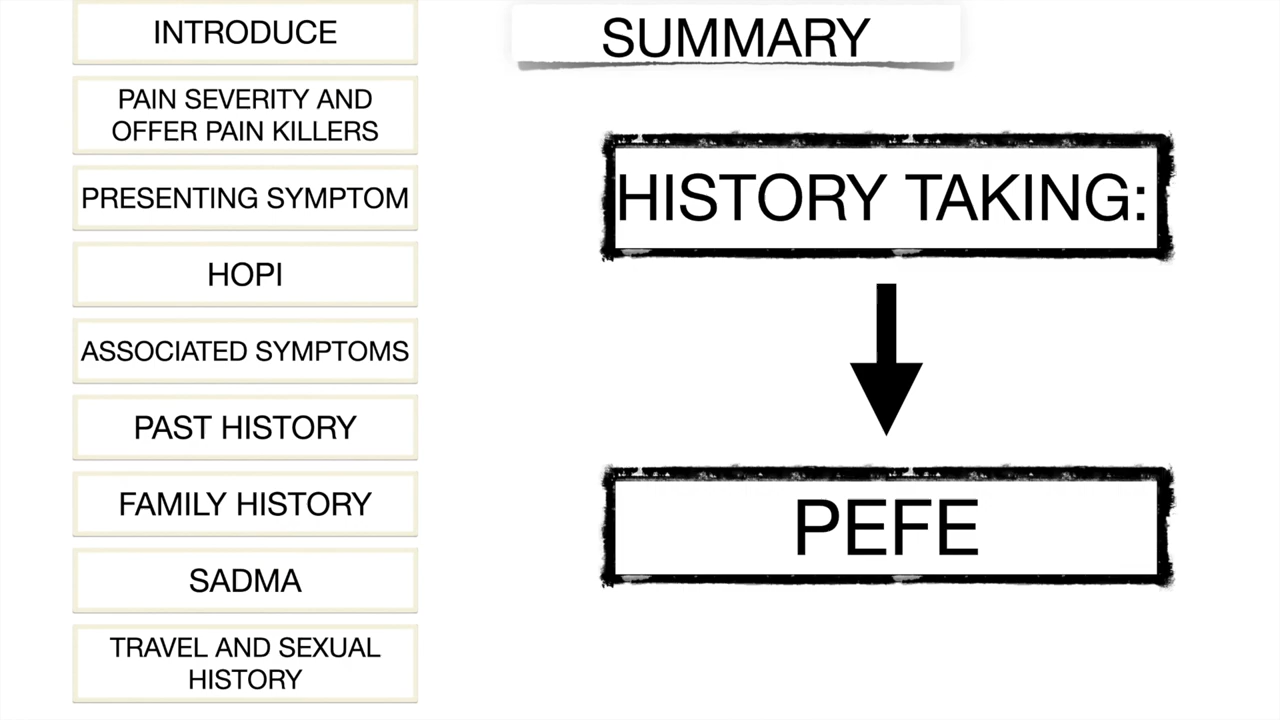 INTRODUCE
PAIN SEVERITY AND
OFFER PAIN KILLERS
PRESENTING SYMPTOM
HOPI
ASSOCIATED SYMPTOMS
PAST HISTORY
FAMILY HISTORY
SADMA
TRAVEL AND SEXUAL
HISTORY
SUMMARY
HISTORY TAKING:
PEFE